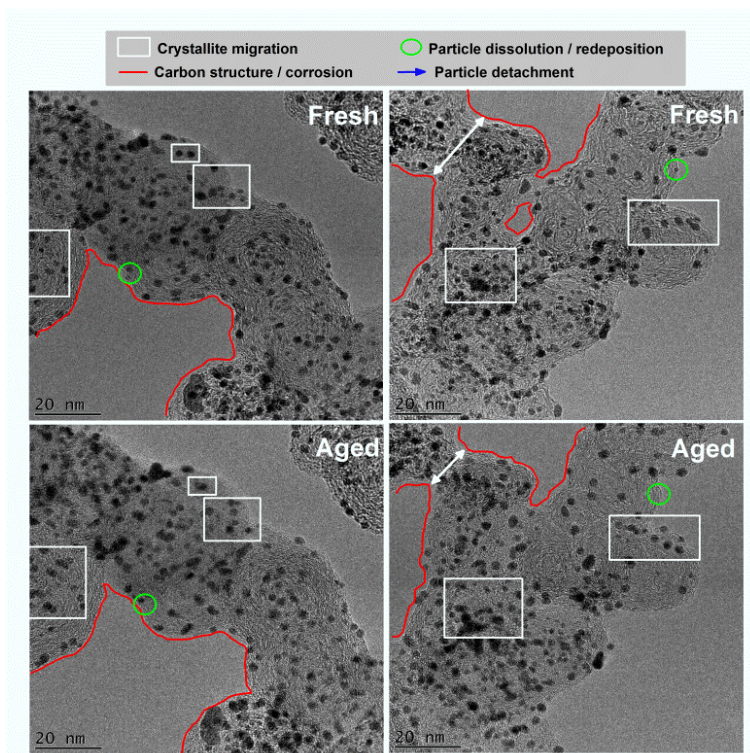 Crystallite migration
Particle dissolution / redeposition
Carbon structure / corrosion
Particle detachment
Fresh
Fresh
20 nm
20 nm
Aged
Aged
20 nm
20 nm